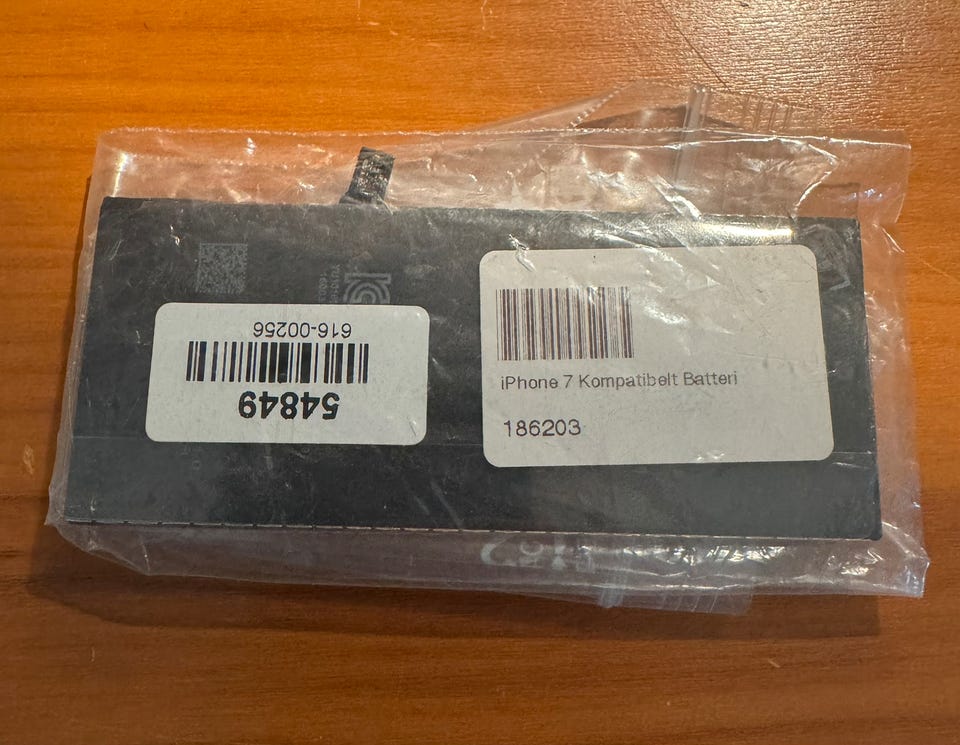 616-00256
54849
iPhone 7 Kompatibelt Batteri
186203